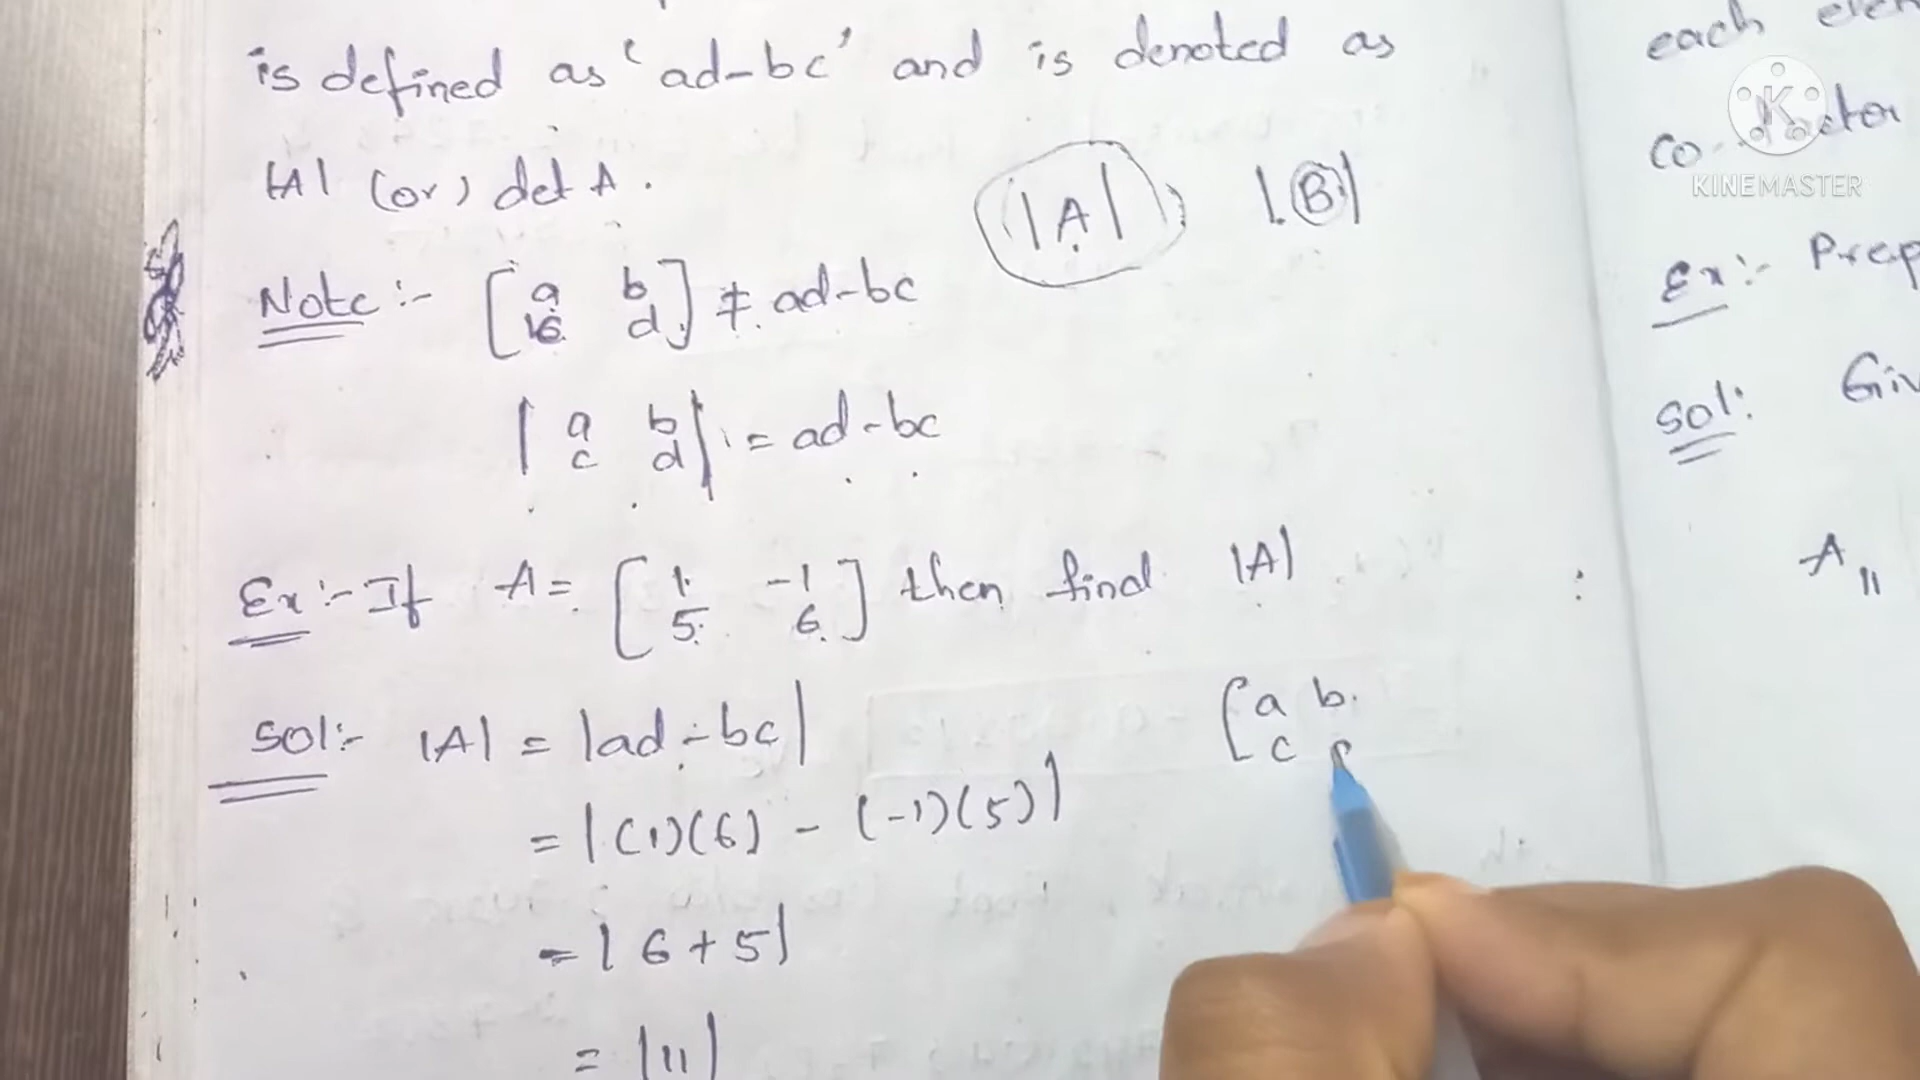 is defined as 'ad-bc' and is denoted as
|A| (or) det A.
|A| |B|
Note:- [a b
c d] ≠ ad-bc
|a b
c d| = ad-bc
Ex:- If A = [1 -1
5 6] then find |A|
Sol:- |A| = |ad-bc|
= |(1)(6) - (-1)(5)|
= |6+5|
= |11|
[a b
c
each
co-factor
Ex:- Prep
Sol: Giv
A11
KINEMASTER